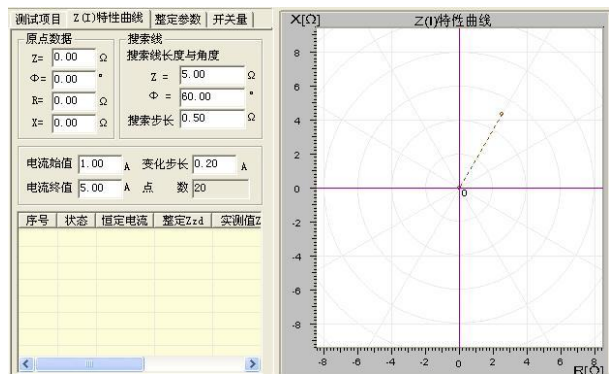 测试项目 Z(I)特性曲线 整定参数 开关量
原点数据
Z= 0.00 Ω
Φ= 0.00 °
R= 0.00 Ω
X= 0.00 Ω
搜索线
搜索线长度与角度
Z = 5.00 Ω
Φ = 60.00 °
搜索步长 0.50 Ω
电流始值 1.00 A 变化步长 0.20 A
电流终值 5.00 A 点 数 20
序号 状态 恒定电流 整定Zzd 实测值Z
X[Ω] Z(I)特性曲线
8
6
4
2
0
-2
-4
-6
-8
0
-8 -6 -4 -2 0 2 4 6 8
R[Ω]